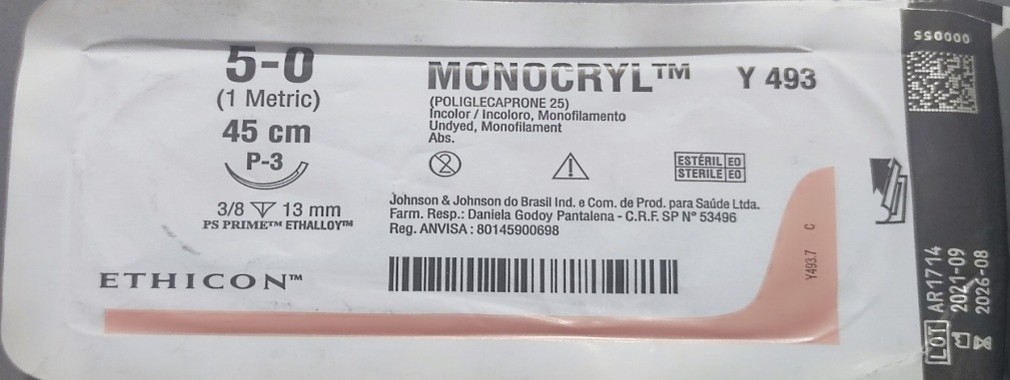 5-0
(1 Metric)
45 cm
P-3
3/8 13 mm
PS PRIME™ ETHALLOY™
ETHICON™
MONOCRYL™ Y 493
(POLIGLECAPRONE 25)
Incolor / Incoloro, Monofilamento
Undyed, Monofilament
Abs.
2
ESTÉRIL EO
STERILE EO
Johnson & Johnson do Brasil Ind. e Com. de Prod. para Saúde Ltda.
Farm. Resp.: Daniela Godoy Pantalena - C.R.F. SP Nº 53496
Reg. ANVISA : 80145900698
Y493.7 C
550000
LOT AR1714
2021-09
2026-08